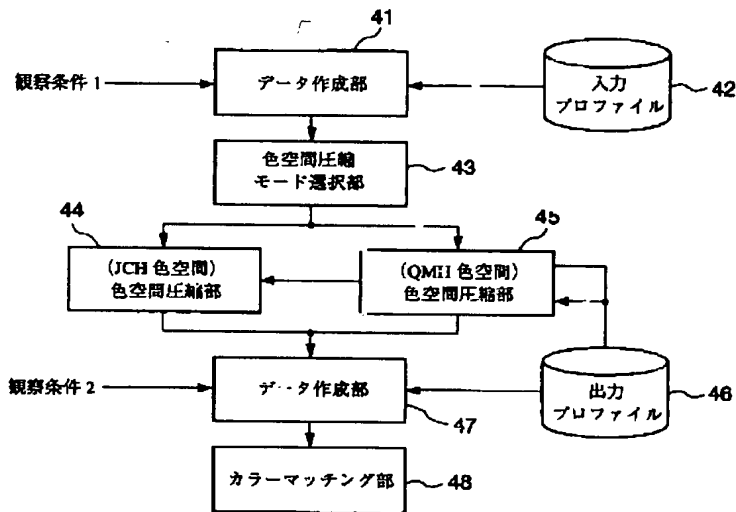 41
観察条件1
データ作成部
入力
プロファイル
42
色空間圧縮
モード選択部
43
44
(JCH 色空間)
色空間圧縮部
45
(QMH 色空間)
色空間圧縮部
観察条件2
データ作成部
47
出力
プロファイル
46
カラーマッチング部
48